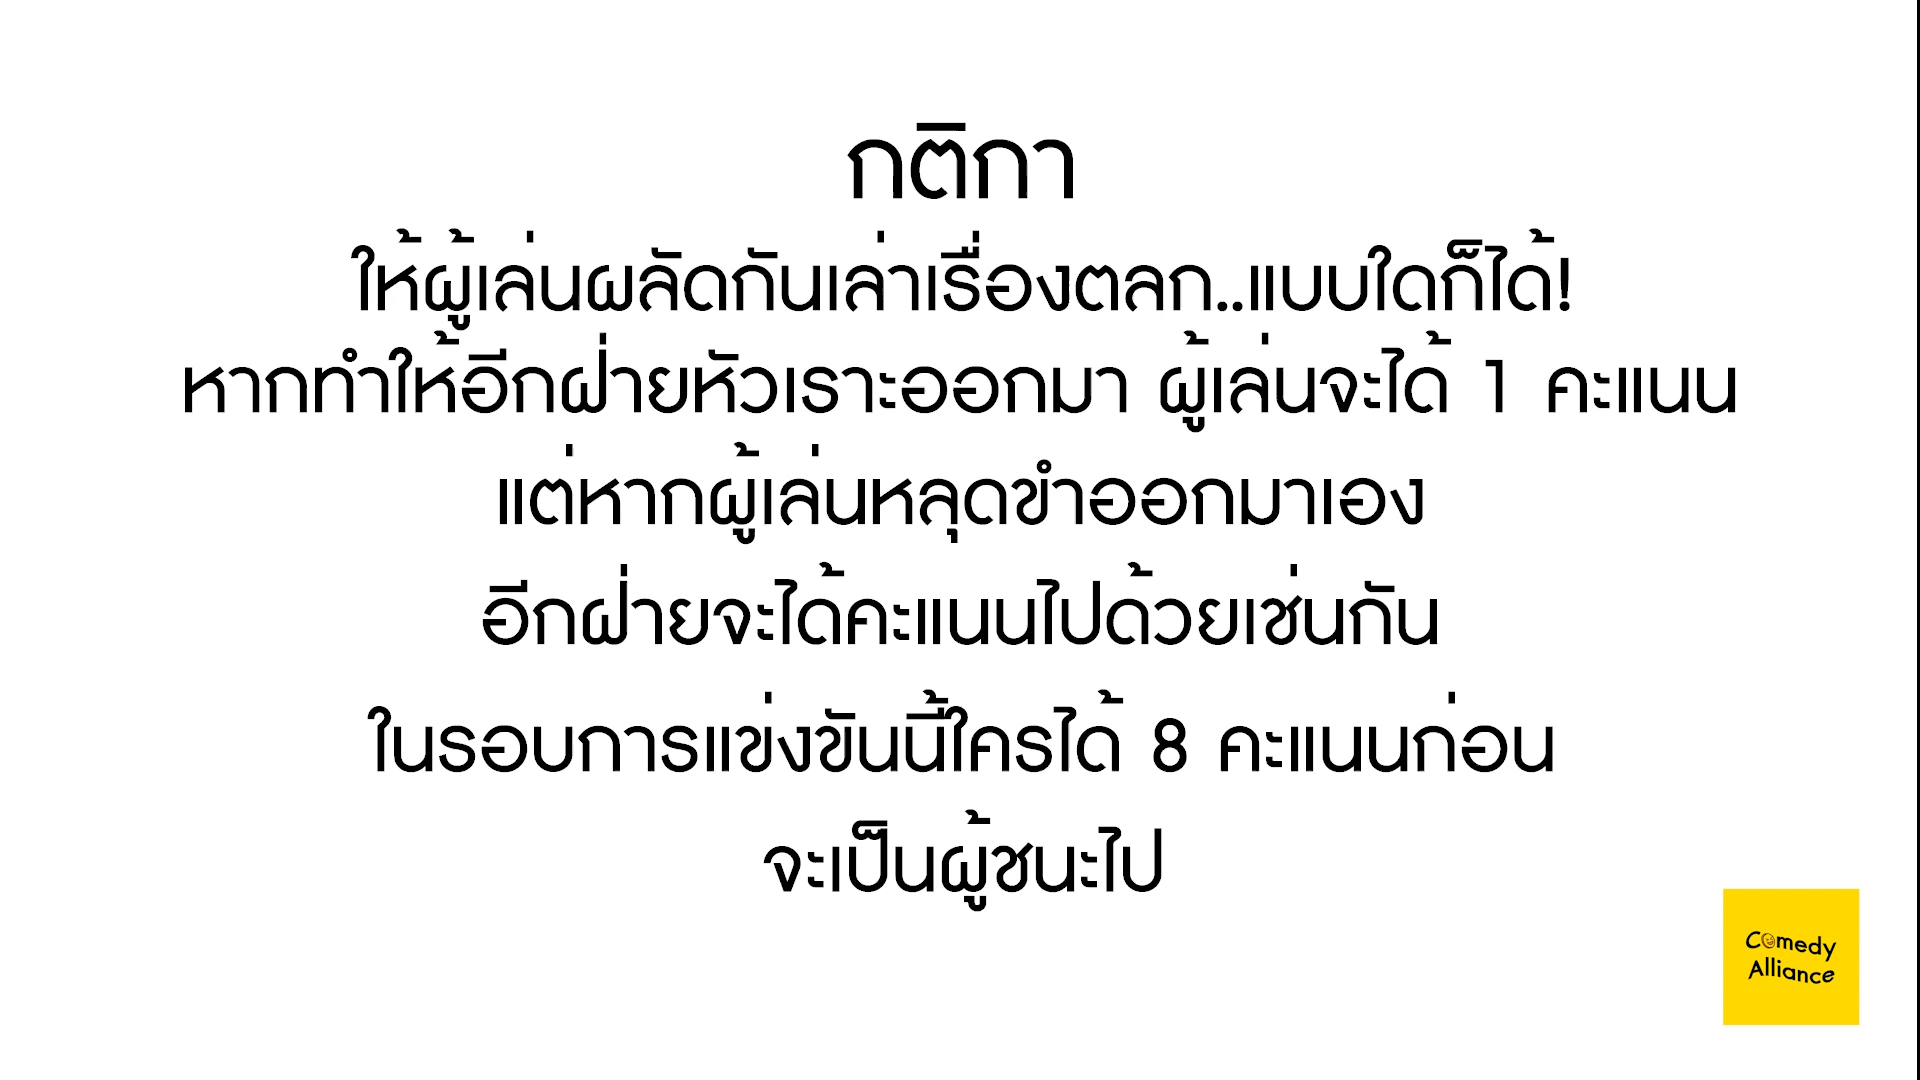 กติกา
ให้ผู้เล่นผลัดกันเล่าเรื่องตลก..แบบใดก็ได้!
หากทำให้อีกฝ่ายหัวเราะออกมา ผู้เล่นจะได้ 1 คะแนน
แต่หากผู้เล่นหลุดขำออกมาเอง
อีกฝ่ายจะได้คะแนนไปด้วยเช่นกัน
ในรอบการแข่งขันนี้ใครได้ 8 คะแนนก่อน
จะเป็นผู้ชนะไป
Comedy
Alliance